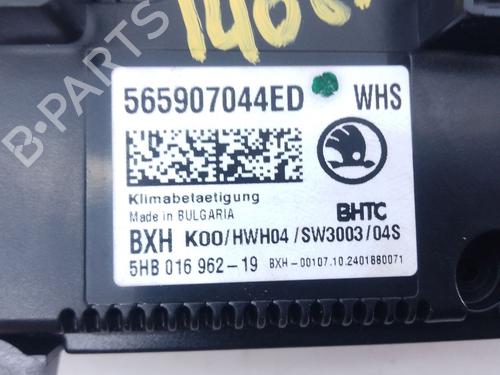 565907044ED WHS
Klimabetaetigung
Made in BULGARIA
BHTC
BXH K00/HWH04/SW3003/04S
5HB 016 962-19 BXH-00107.10.2401880071
B-PARTS